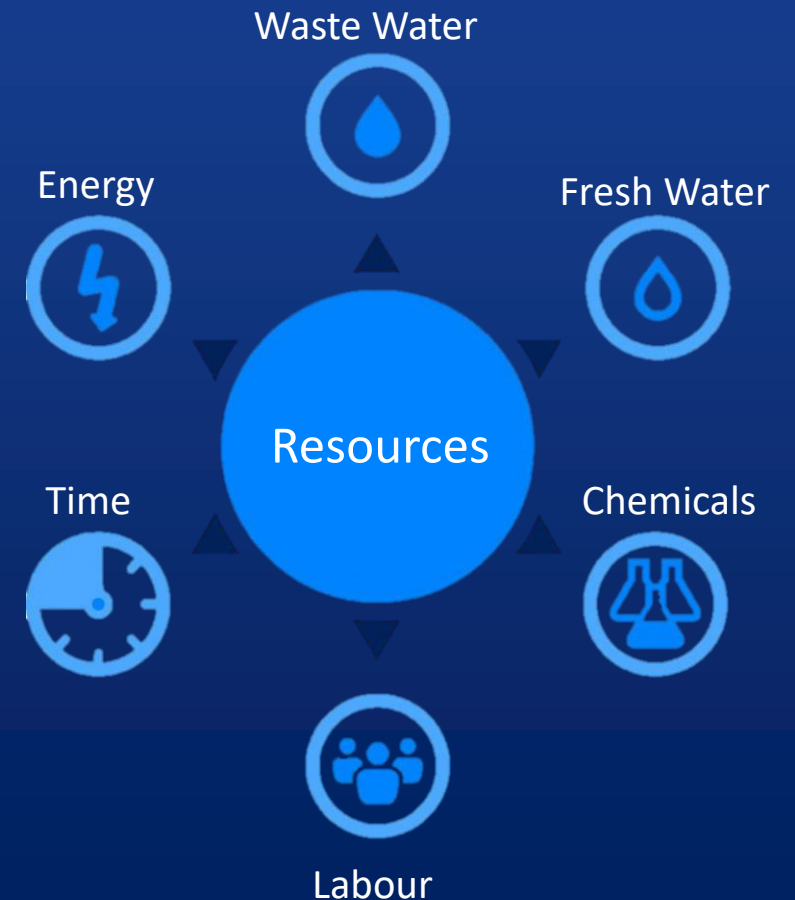 Waste Water
Energy
Fresh Water
Resources
Time
Chemicals
Labour